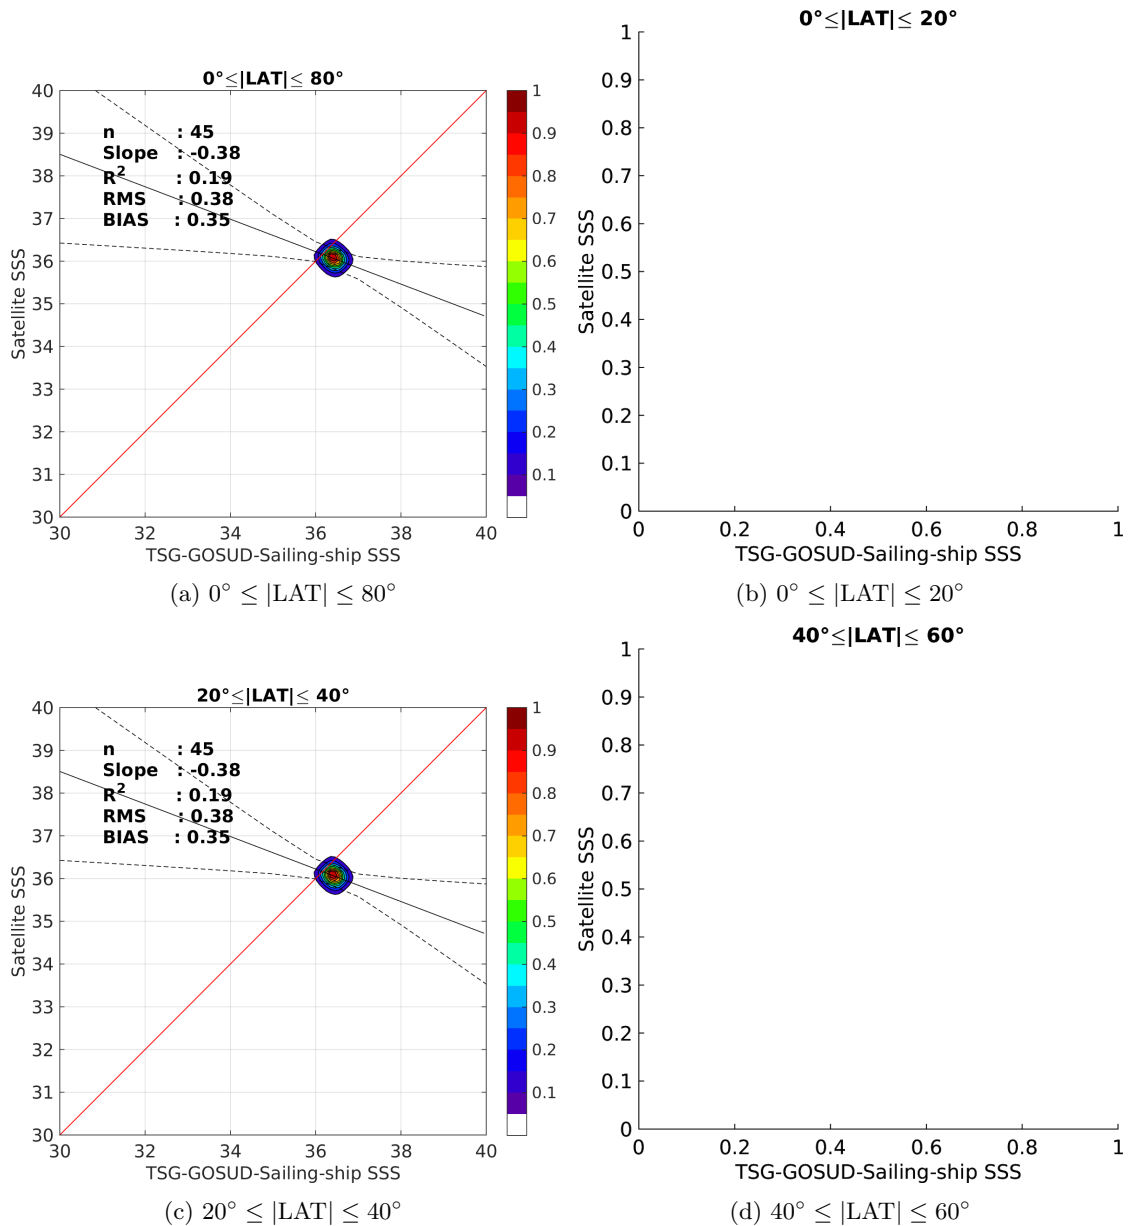 0°≤|LAT|≤ 80°
40
39
38
37
36
35
34
33
32
31
30
Satellite SSS
n : 45
Slope : -0.38
R² : 0.19
RMS : 0.38
BIAS : 0.35
30 32 34 36 38 40
TSG-GOSUD-Sailing-ship SSS
1
0.9
0.8
0.7
0.6
0.5
0.4
0.3
0.2
0.1
(a) 0° ≤ |LAT| ≤ 80°
0°≤|LAT|≤ 20°
1
0.9
0.8
0.7
0.6
0.5
0.4
0.3
0.2
0.1
0
Satellite SSS
0 0.2 0.4 0.6 0.8 1
TSG-GOSUD-Sailing-ship SSS
(b) 0° ≤ |LAT| ≤ 20°
20°≤|LAT|≤ 40°
40
39
38
37
36
35
34
33
32
31
30
Satellite SSS
n : 45
Slope : -0.38
R² : 0.19
RMS : 0.38
BIAS : 0.35
30 32 34 36 38 40
TSG-GOSUD-Sailing-ship SSS
1
0.9
0.8
0.7
0.6
0.5
0.4
0.3
0.2
0.1
(c) 20° ≤ |LAT| ≤ 40°
40°≤|LAT|≤ 60°
1
0.9
0.8
0.7
0.6
0.5
0.4
0.3
0.2
0.1
0
Satellite SSS
0 0.2 0.4 0.6 0.8 1
TSG-GOSUD-Sailing-ship SSS
(d) 40° ≤ |LAT| ≤ 60°